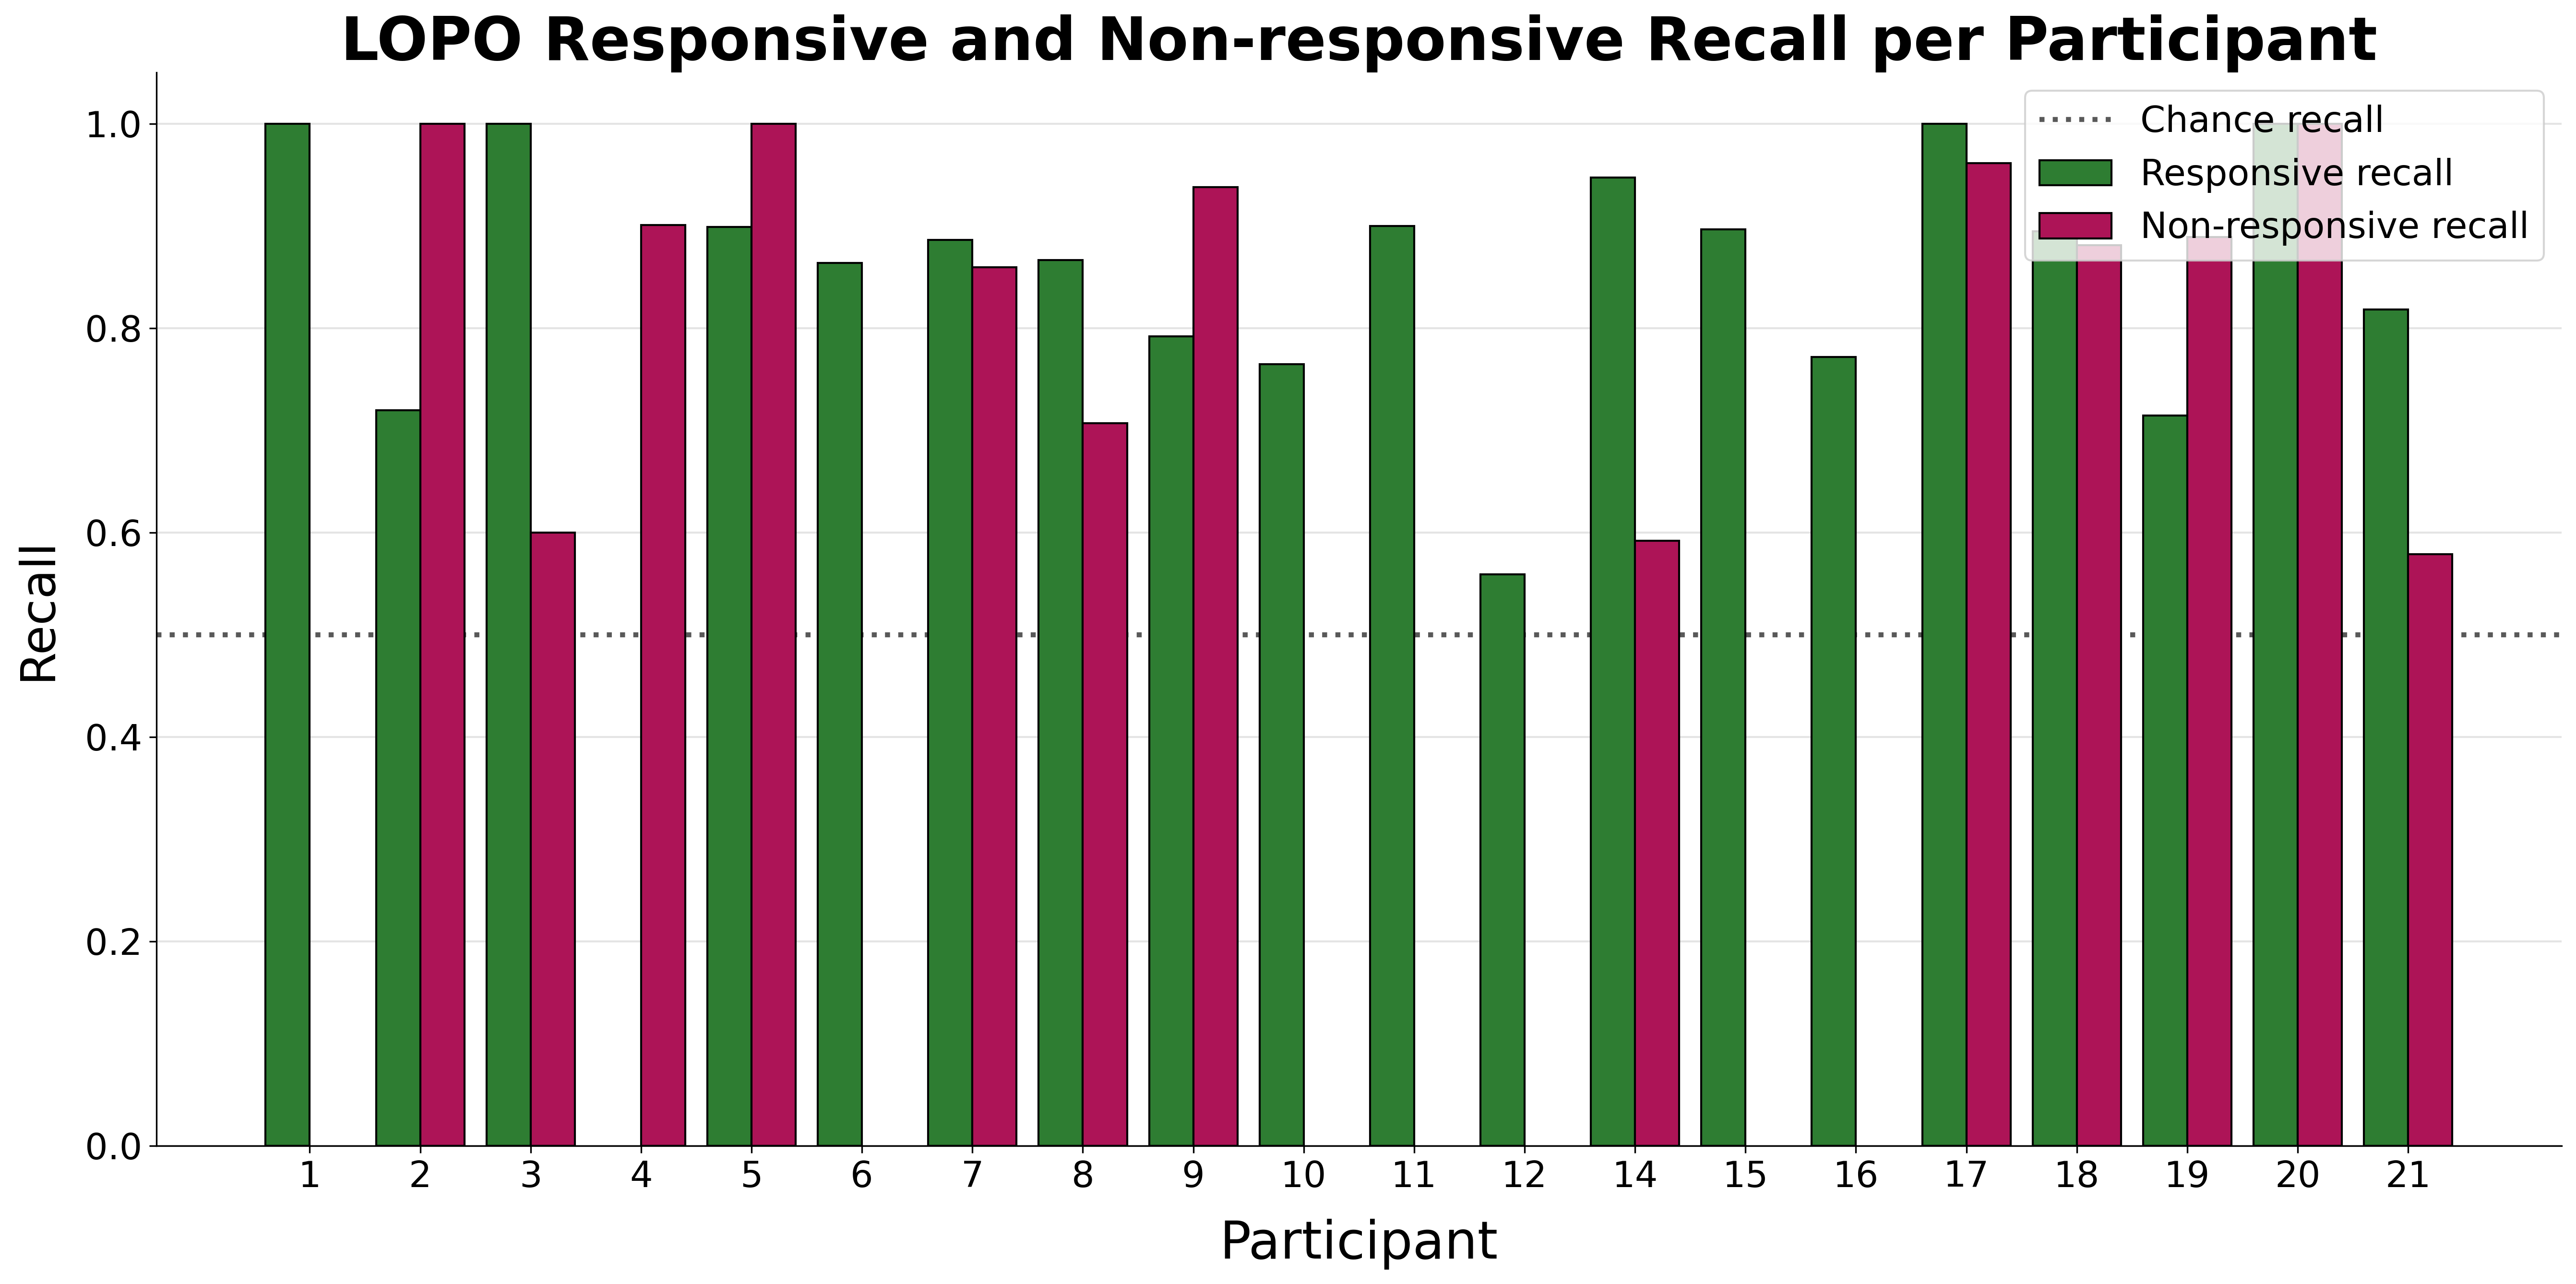 LOPO Responsive and Non-responsive Recall per Participant
Chance recall
Responsive recall
Non-responsive recall
1.0
0.8
0.6
0.4
0.2
0.0
Recall
1 2 3 4 5 6 7 8 9 10 11 12 14 15 16 17 18 19 20 21
Participant